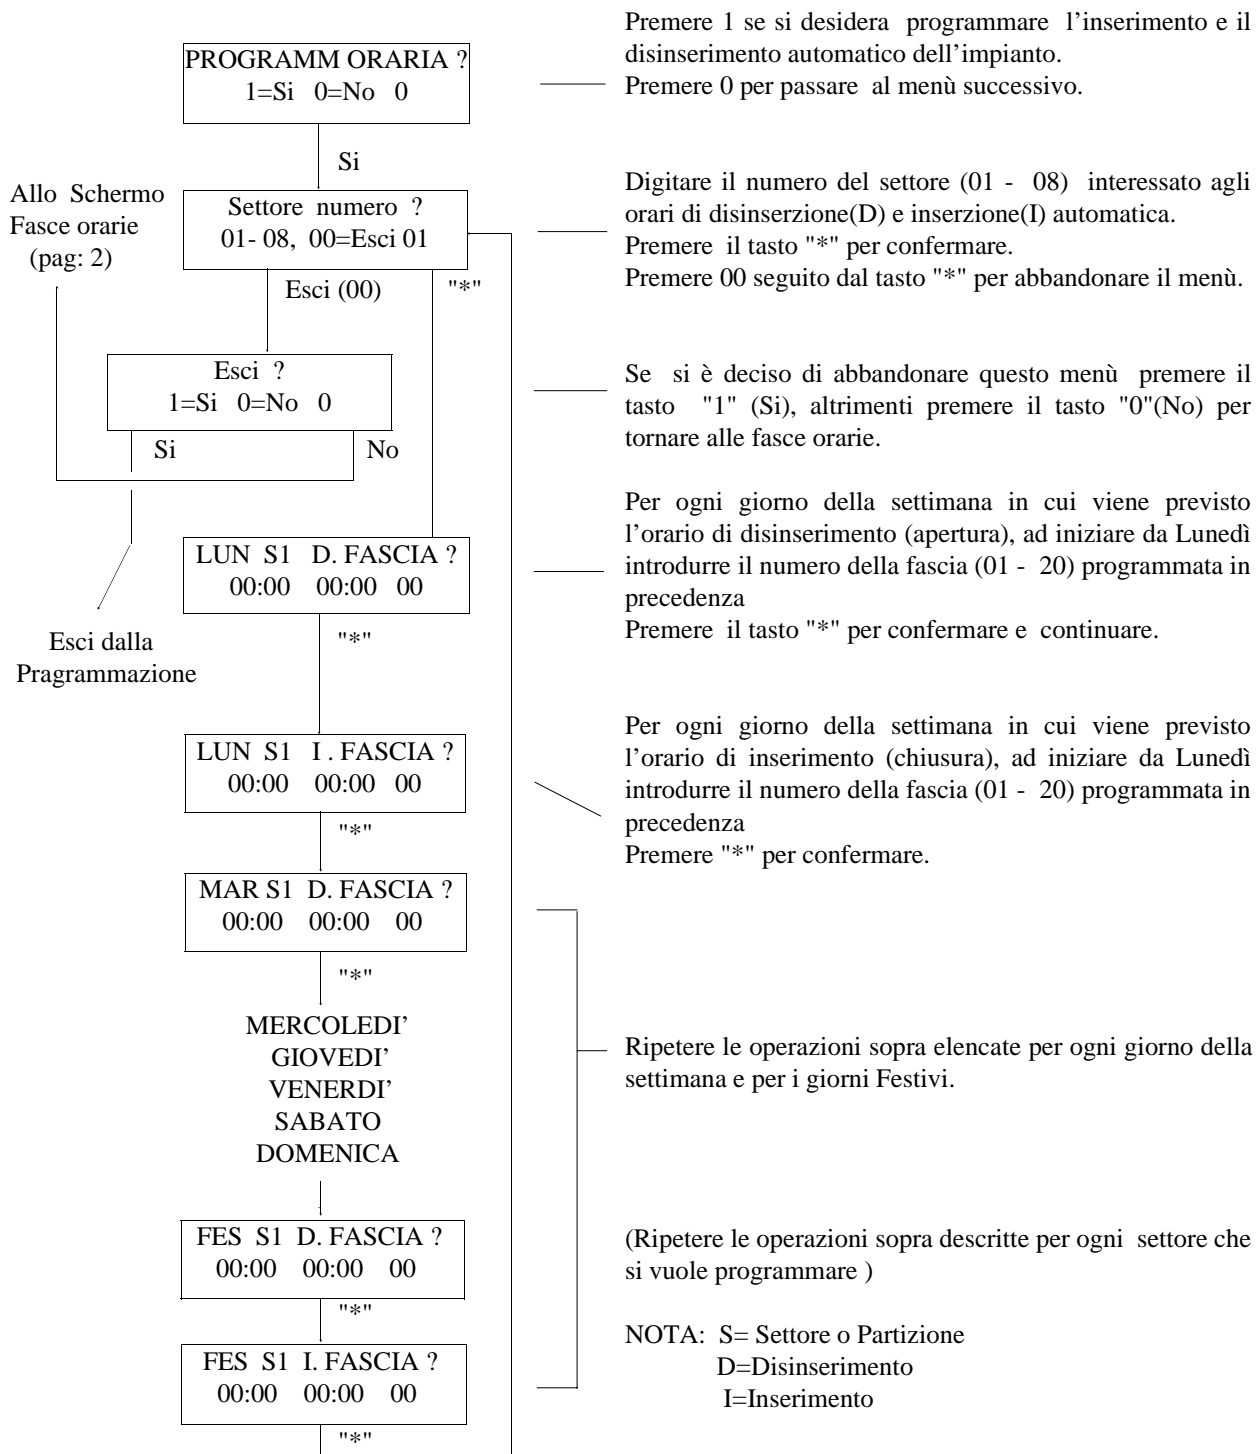 PROGRAMM ORARIA ?
1=Si 0=No 0
Premere 1 se si desidera programmare l'inserimento e il
disinserimento automatico dell'impianto.
Premere 0 per passare al menù successivo.
Si
Allo Schermo
Fasce orarie
(pag: 2)
Settore numero ?
01- 08, 00=Esci 01
Digitare il numero del settore (01 - 08) interessato agli
orari di disinserzione(D) e inserzione(I) automatica.
Premere il tasto "*" per confermare.
Premere 00 seguito dal tasto "*" per abbandonare il menù.
Esci (00)
"*"
Esci ?
1=Si 0=No 0
Se si è deciso di abbandonare questo menù premere il
tasto "1" (Si), altrimenti premere il tasto "0"(No) per
tornare alle fasce orarie.
Si
No
LUN S1 D. FASCIA ?
00:00 00:00 00
Per ogni giorno della settimana in cui viene previsto
l'orario di disinserimento (apertura), ad iniziare da Lunedì
introdurre il numero della fascia (01 - 20) programmata in
precedenza
Premere il tasto "*" per confermare e continuare.
"*"
Esci dalla
Pragrammazione
LUN S1 I . FASCIA ?
00:00 00:00 00
Per ogni giorno della settimana in cui viene previsto
l'orario di inserimento (chiusura), ad iniziare da Lunedì
introdurre il numero della fascia (01 - 20) programmata in
precedenza
Premere "*" per confermare.
"*"
MAR S1 D. FASCIA ?
00:00 00:00 00
"*"
MERCOLEDI'
GIOVEDI'
VENERDI'
SABATO
DOMENICA
Ripetere le operazioni sopra elencate per ogni giorno della
settimana e per i giorni Festivi.
FES S1 D. FASCIA ?
00:00 00:00 00
(Ripetere le operazioni sopra descritte per ogni settore che
si vuole programmare )
"*"
FES S1 I. FASCIA ?
00:00 00:00 00
NOTA: S= Settore o Partizione
D=Disinserimento
I=Inserimento
"*"